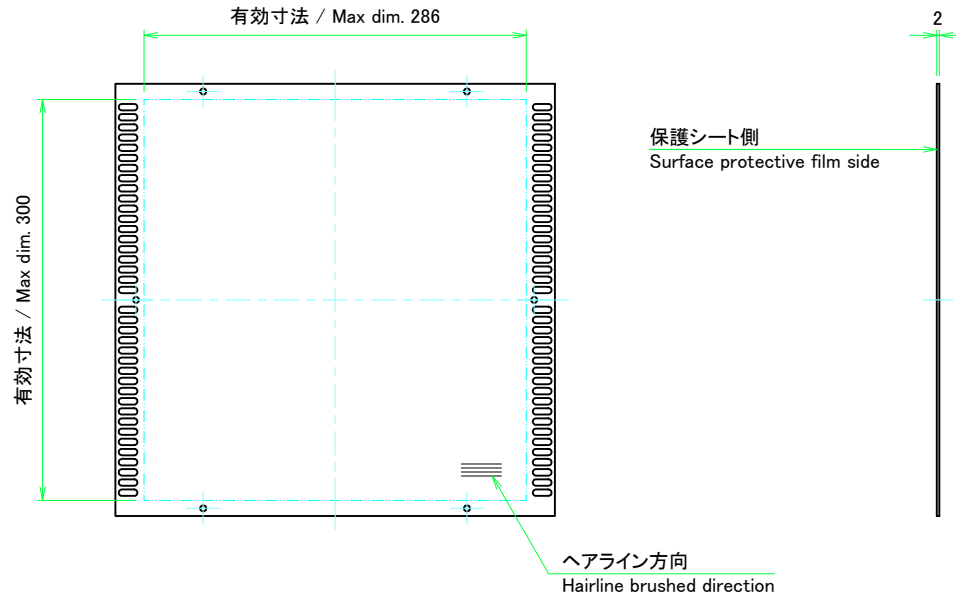 有効寸法 / Max dim. 286
2
保護シート側
Surface protective film side
有効寸法 / Max dim. 300
ヘアライン方向
Hairline brushed direction